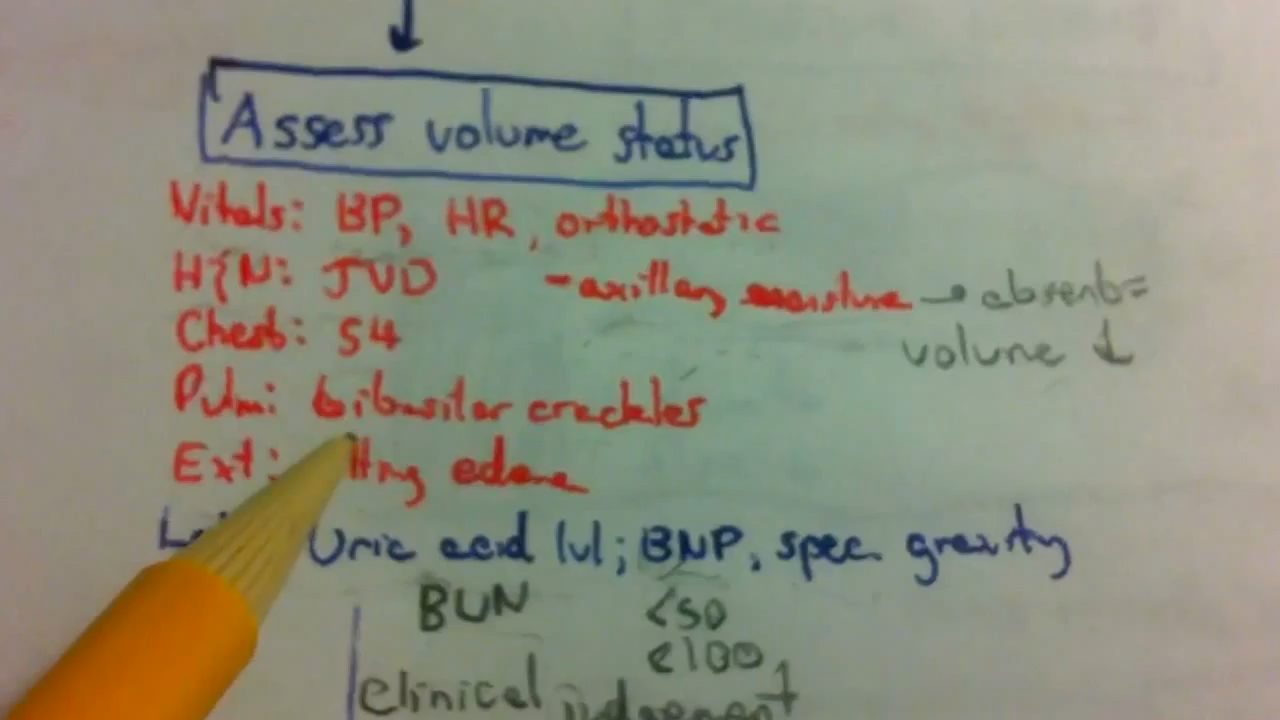 Assess volume status
Vitals: BP, HR, orthostatic
H&N: JVD - axillary moisture → absent =
volume ↓
Chest: S4
Pulm: bibasilar crackles
Ext: edema
Uric acid lvl; BNP, spec. gravity
BUN <50
<100
clinical judgement